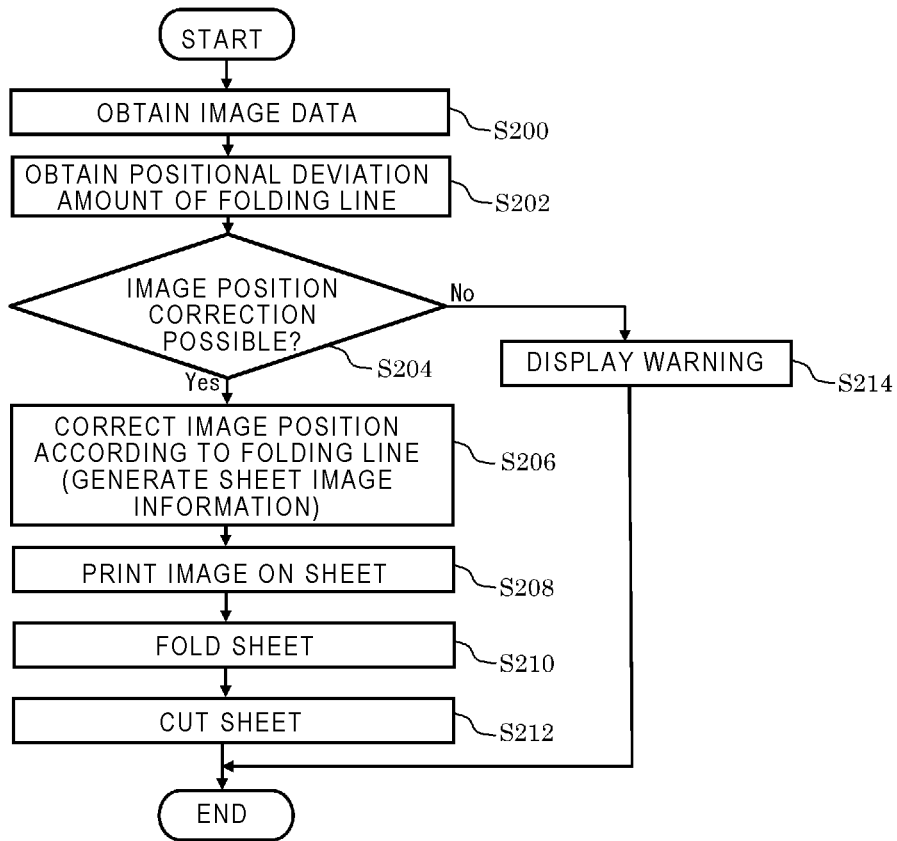 START
OBTAIN IMAGE DATA
S200
OBTAIN POSITIONAL DEVIATION
AMOUNT OF FOLDING LINE
S202
IMAGE POSITION
CORRECTION
POSSIBLE?
S204
No
Yes
DISPLAY WARNING
S214
CORRECT IMAGE POSITION
ACCORDING TO FOLDING LINE
(GENERATE SHEET IMAGE
INFORMATION)
S206
PRINT IMAGE ON SHEET
S208
FOLD SHEET
S210
CUT SHEET
S212
END